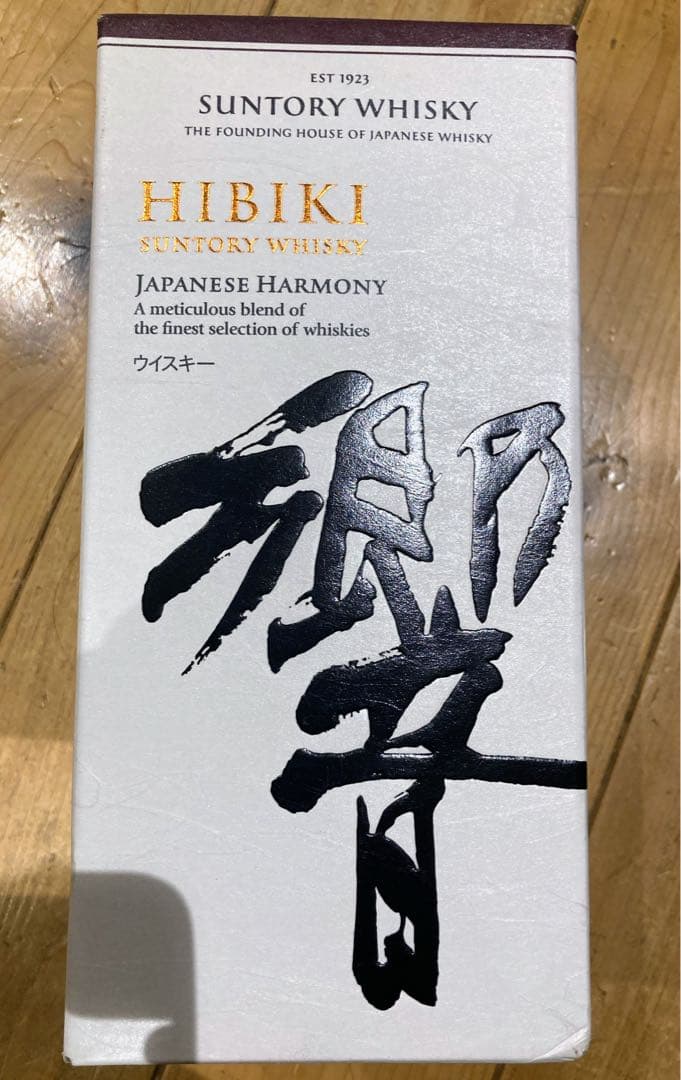 EST 1923
SUNTORY WHISKY
THE FOUNDING HOUSE OF JAPANESE WHISKY
HIBIKI
SUNTORY WHISKY
JAPANESE HARMONY
A meticulous blend of
the finest selection of whiskies
ウイスキー
響